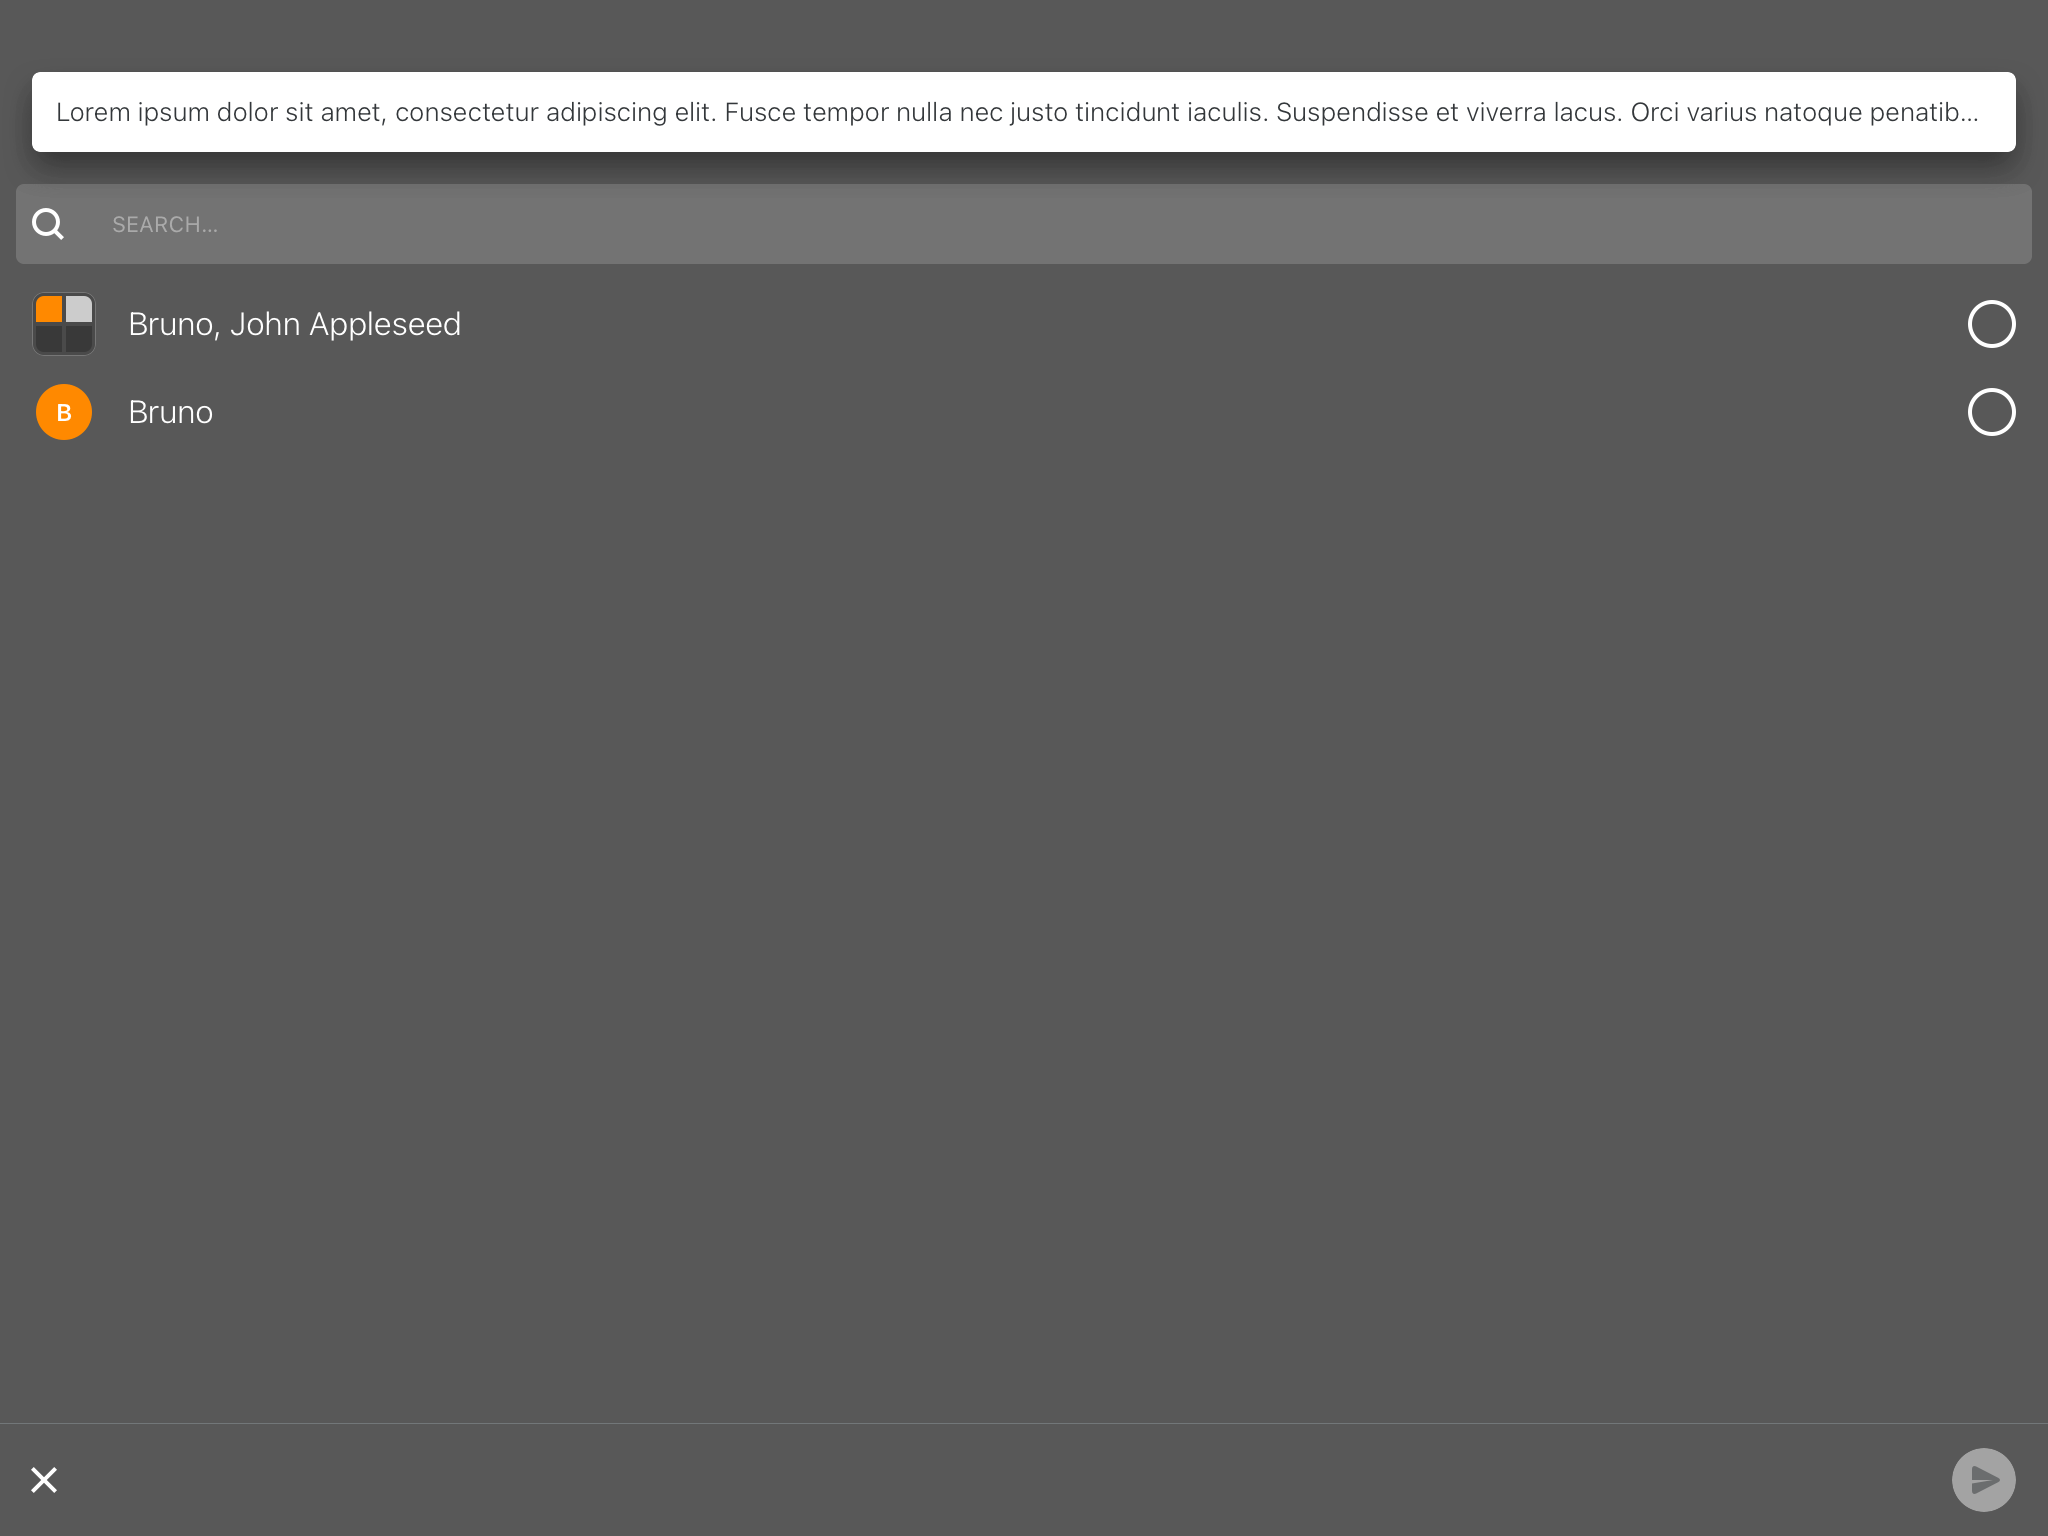 Lorem ipsum dolor sit amet, consectetur adipiscing elit. Fusce tempor nulla nec justo tincidunt iaculis. Suspendisse et viverra lacus. Orci varius natoque penatib...
SEARCH...
Bruno, John Appleseed
B
Bruno